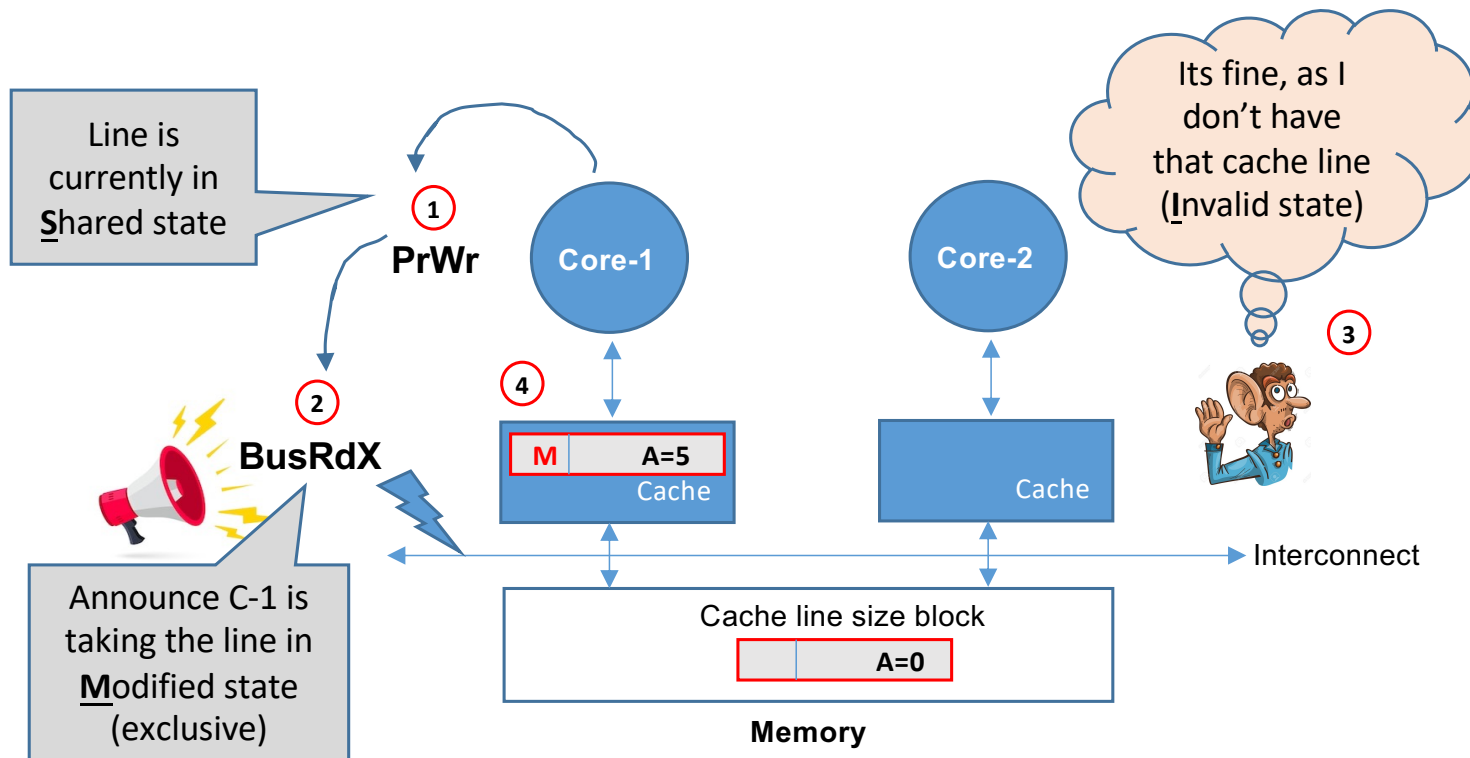 Line is
currently in
Shared state
1
PrWr
Core-1
Core-2
Its fine, as I
don’t have
that cache line
(Invalid state)
3
2
BusRdX
4
M A=5
Cache
Cache
Interconnect
Announce C-1 is
taking the line in
Modified state
(exclusive)
Cache line size block
A=0
Memory